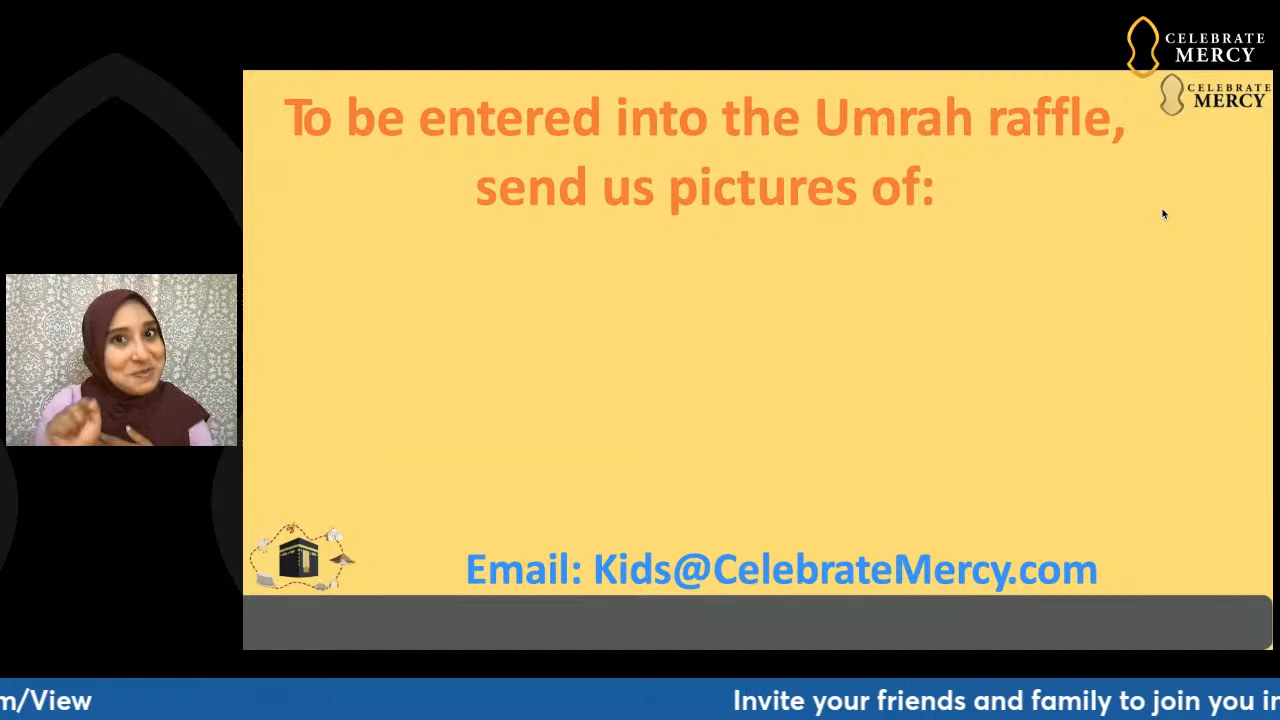 CELEBRATE
MERCY
CELEBRATE
MERCY
To be entered into the Umrah raffle,
send us pictures of:
Email: Kids@CelebrateMercy.com
m/View
Invite your friends and family to join you in